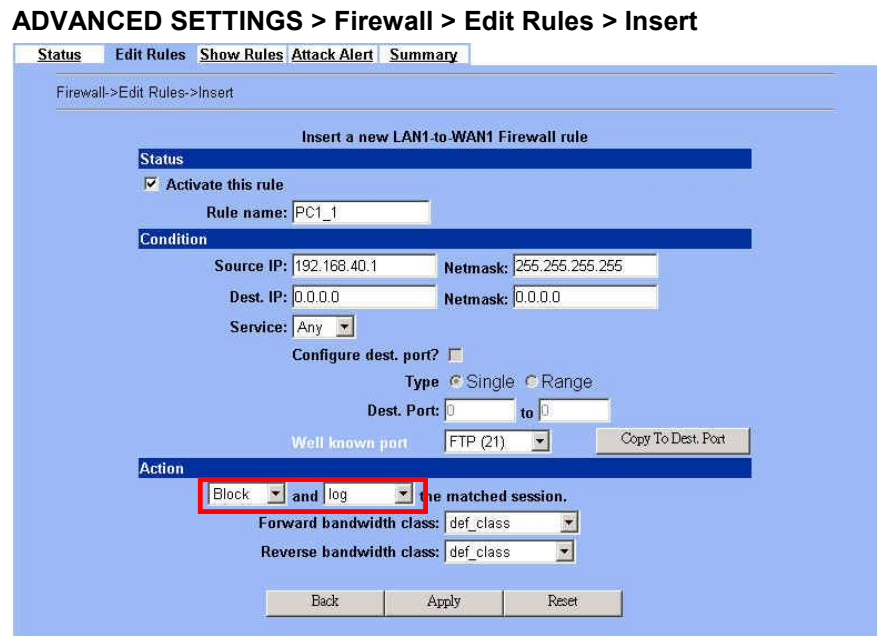 ADVANCED SETTINGS > Firewall > Edit Rules > Insert
Status Edit Rules Show Rules Attack Alert Summary
Firewall->Edit Rules->Insert
Insert a new LAN1-to-WAN1 Firewall rule
Status
Activate this rule
Rule name: PC1_1
Condition
Source IP: 192.168.40.1 Netmask: 255.255.255.255
Dest. IP: 0.0.0.0 Netmask: 0.0.0.0
Service: Any
Configure dest. port?
Type Single Range
Dest. Port: 0 to 0
Well known port FTP (21) Copy To Dest. Port
Action
Block and log the matched session.
Forward bandwidth class: def_class
Reverse bandwidth class: def_class
Back Apply Reset